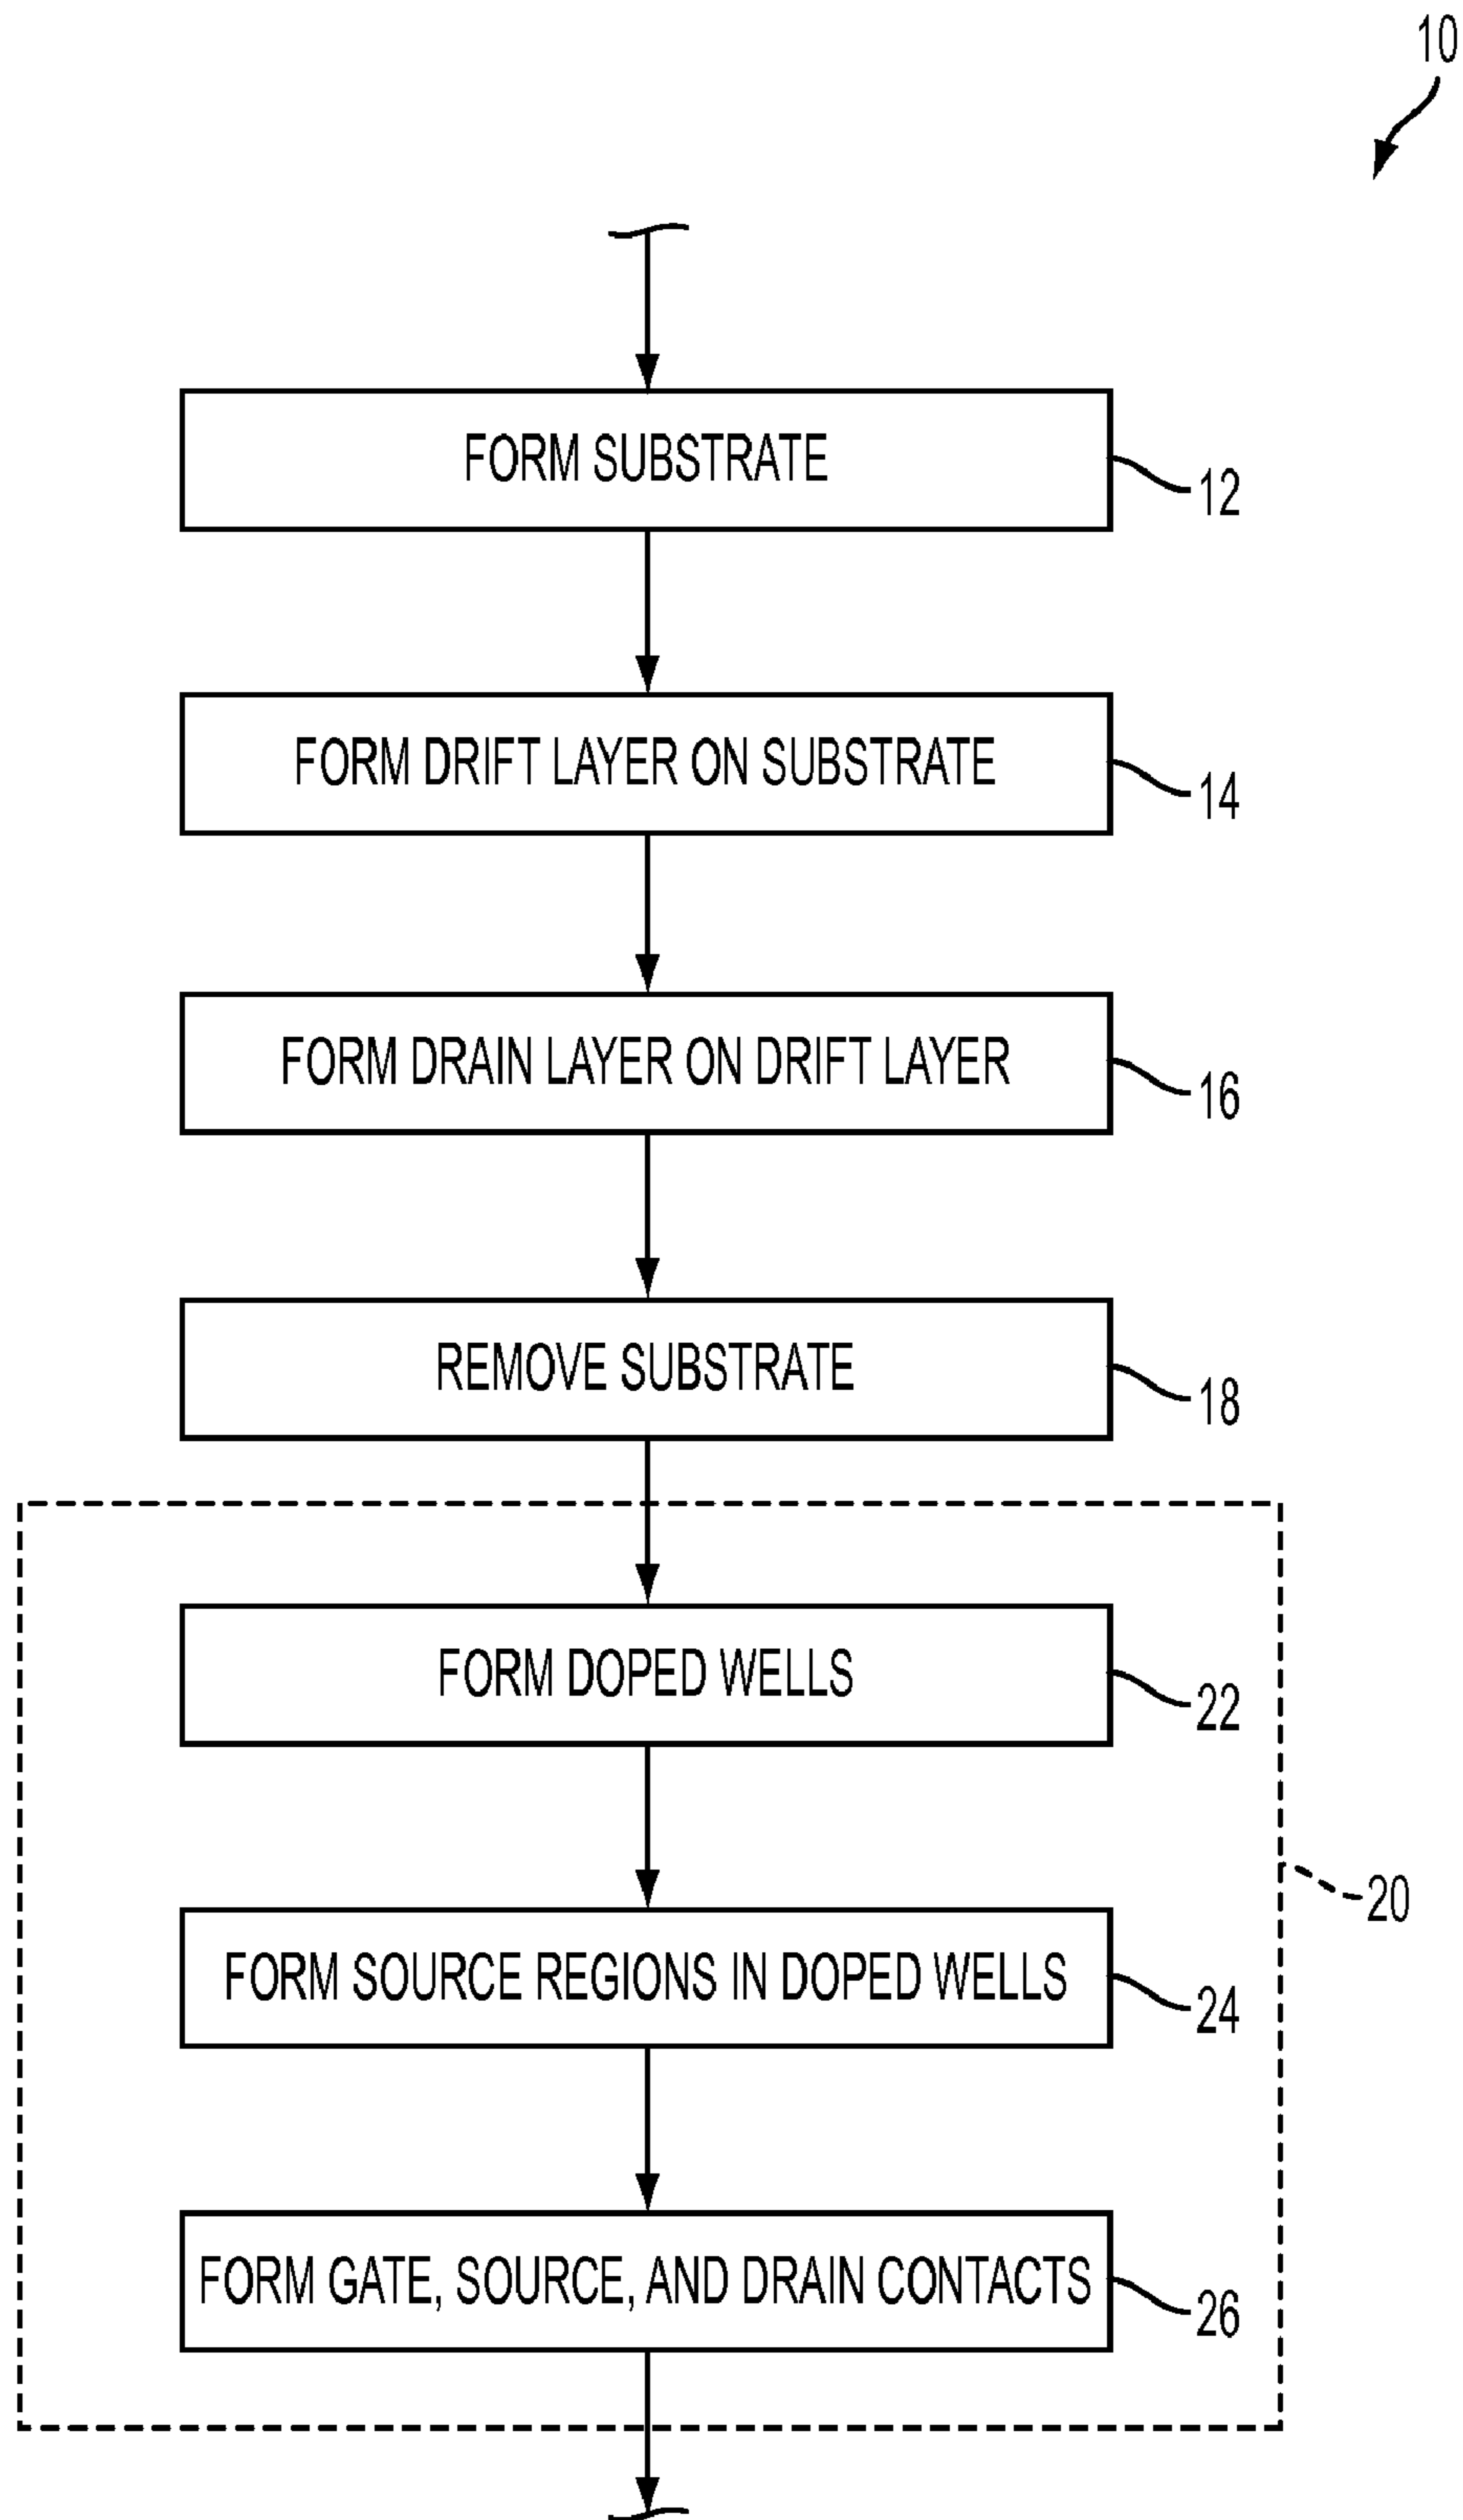 10
FORM SUBSTRATE
12
FORM DRIFT LAYER ON SUBSTRATE
14
FORM DRAIN LAYER ON DRIFT LAYER
16
REMOVE SUBSTRATE
18
FORM DOPED WELLS
22
20
FORM SOURCE REGIONS IN DOPED WELLS
24
FORM GATE, SOURCE, AND DRAIN CONTACTS
26